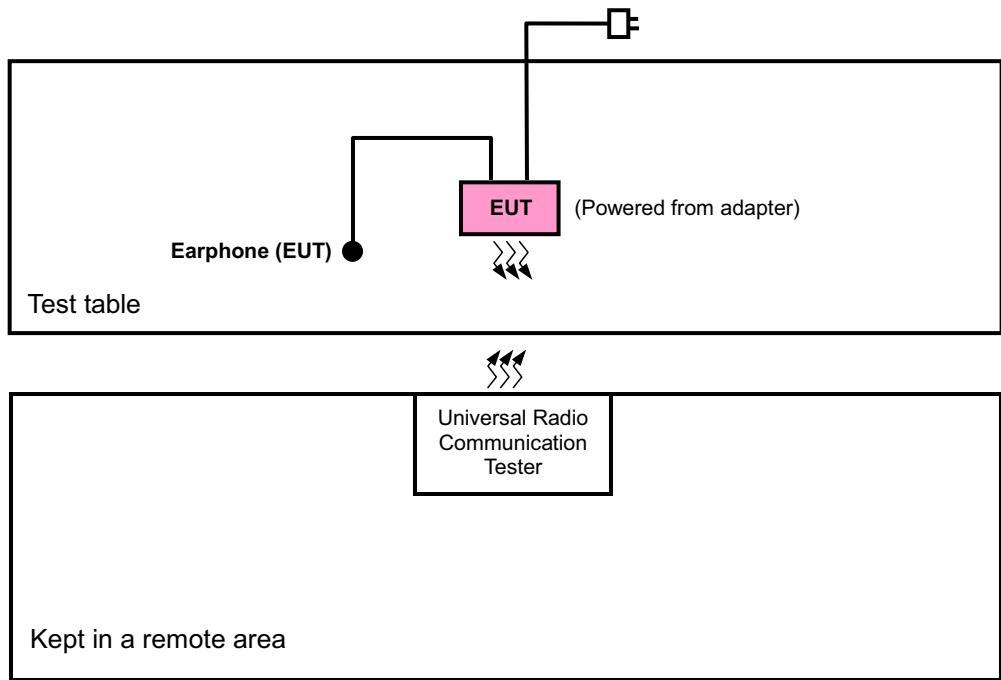 EUT
(Powered from adapter)
Earphone (EUT)
Test table
Universal Radio
Communication
Tester
Kept in a remote area